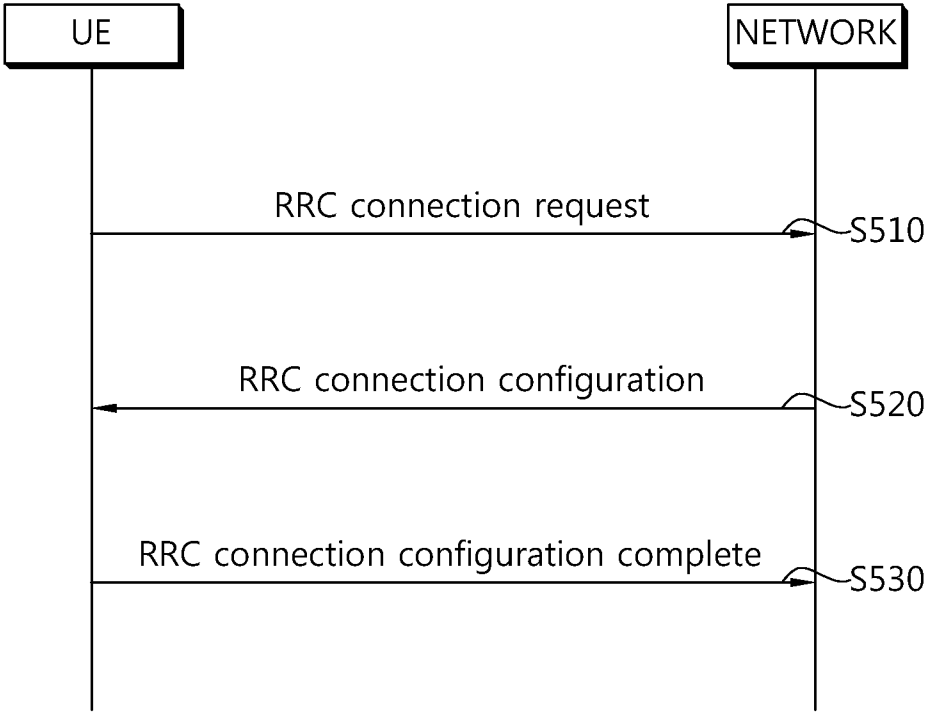 UE
NETWORK
RRC connection request
S510
RRC connection configuration
S520
RRC connection configuration complete
S530